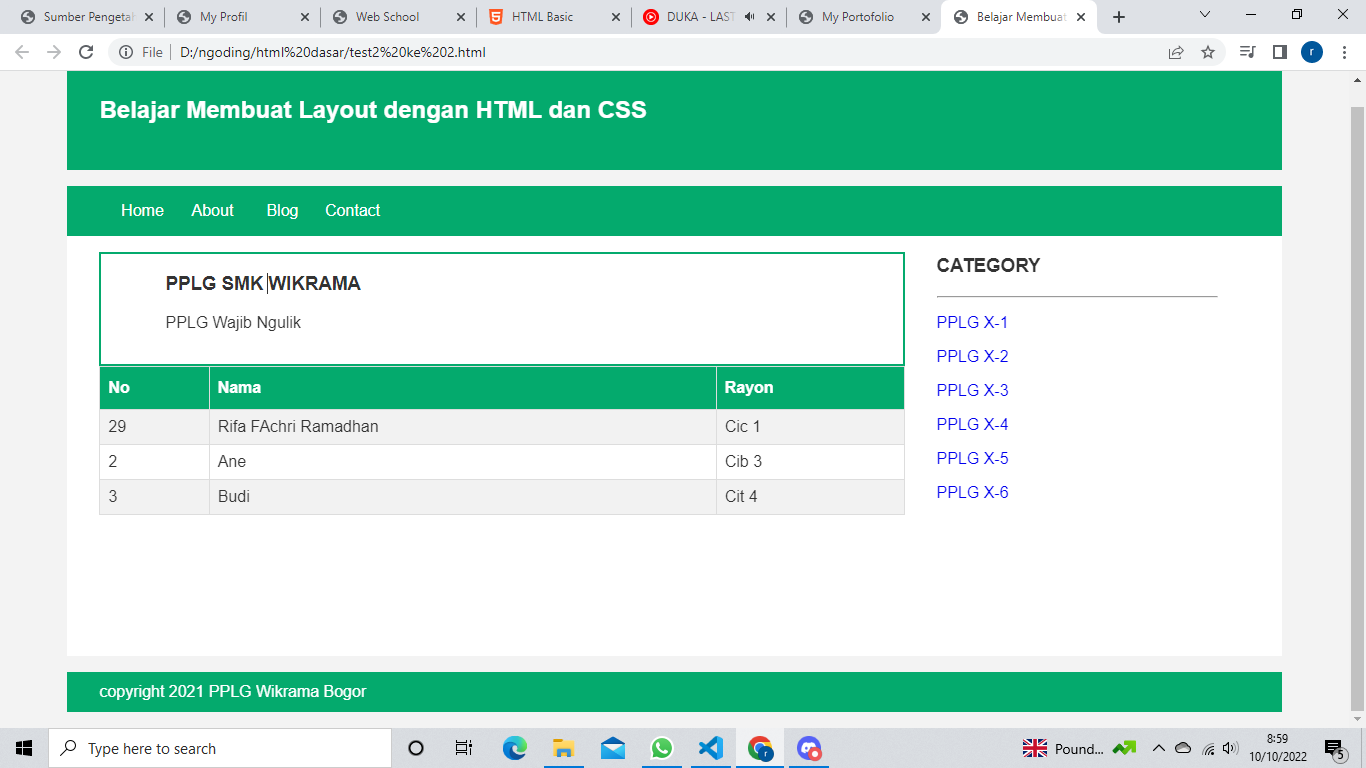 Sumber Pengetah
My Profil
Web School
HTML Basic
DUKA - LAST
My Portofolio
Belajar Membuat
File D:/ngoding/html%20dasar/test2%20ke%202.html
r
Belajar Membuat Layout dengan HTML dan CSS
Home About Blog Contact
PPLG SMK WIKRAMA
PPLG Wajib Ngulik
No Nama Rayon
29 Rifa FAchri Ramadhan Cic 1
2 Ane Cib 3
3 Budi Cit 4
CATEGORY
PPLG X-1
PPLG X-2
PPLG X-3
PPLG X-4
PPLG X-5
PPLG X-6
copyright 2021 PPLG Wikrama Bogor
Type here to search
r
Pound...
8:59
10/10/2022
5